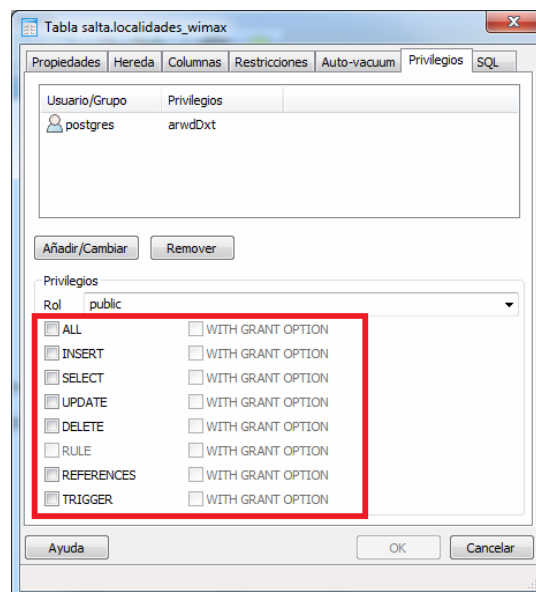 Tabla salta.localidades_wimax
Propiedades Hereda Columnas Restricciones Auto-vacuum Privilegios SQL
Usuario/Grupo Privilegios
postgres arwdDxt
Añadir/Cambiar Remover
Privilegios
Rol public
ALL WITH GRANT OPTION
INSERT WITH GRANT OPTION
SELECT WITH GRANT OPTION
UPDATE WITH GRANT OPTION
DELETE WITH GRANT OPTION
RULE WITH GRANT OPTION
REFERENCES WITH GRANT OPTION
TRIGGER WITH GRANT OPTION
Ayuda OK Cancelar